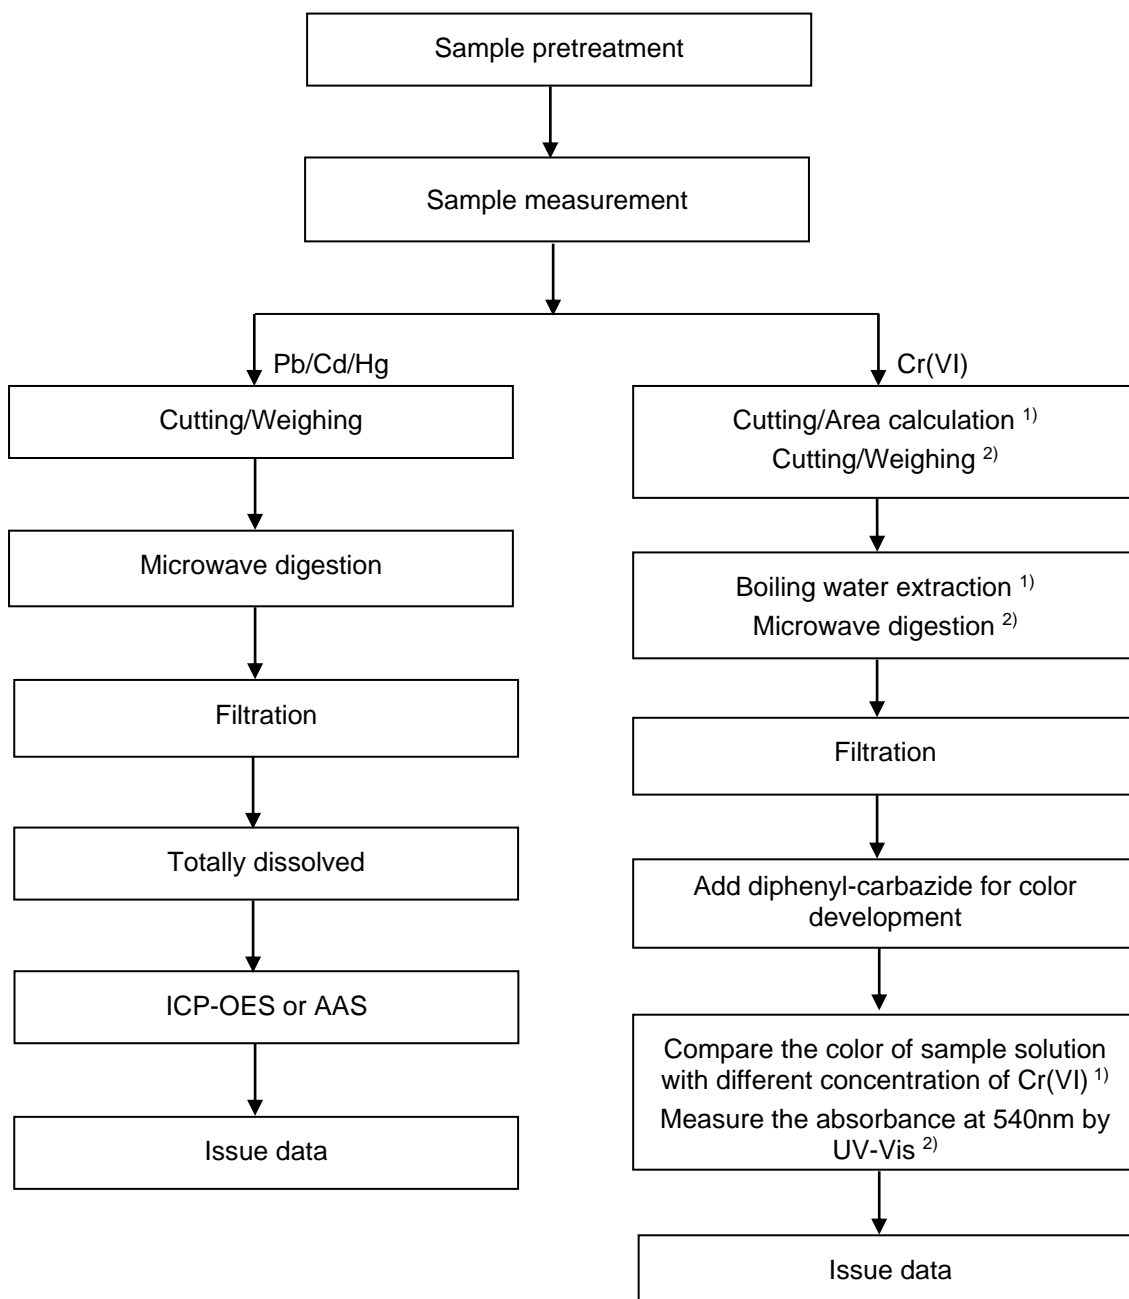 Sample pretreatment
Sample measurement
Pb/Cd/Hg
Cutting/Weighing
Microwave digestion
Filtration
Totally dissolved
ICP-OES or AAS
Issue data
Cr(VI)
Cutting/Area calculation 1)
Cutting/Weighing 2)
Boiling water extraction 1)
Microwave digestion 2)
Filtration
Add diphenyl-carbazide for color
development
Compare the color of sample solution
with different concentration of Cr(VI) 1)
Measure the absorbance at 540nm by
UV-Vis 2)
Issue data